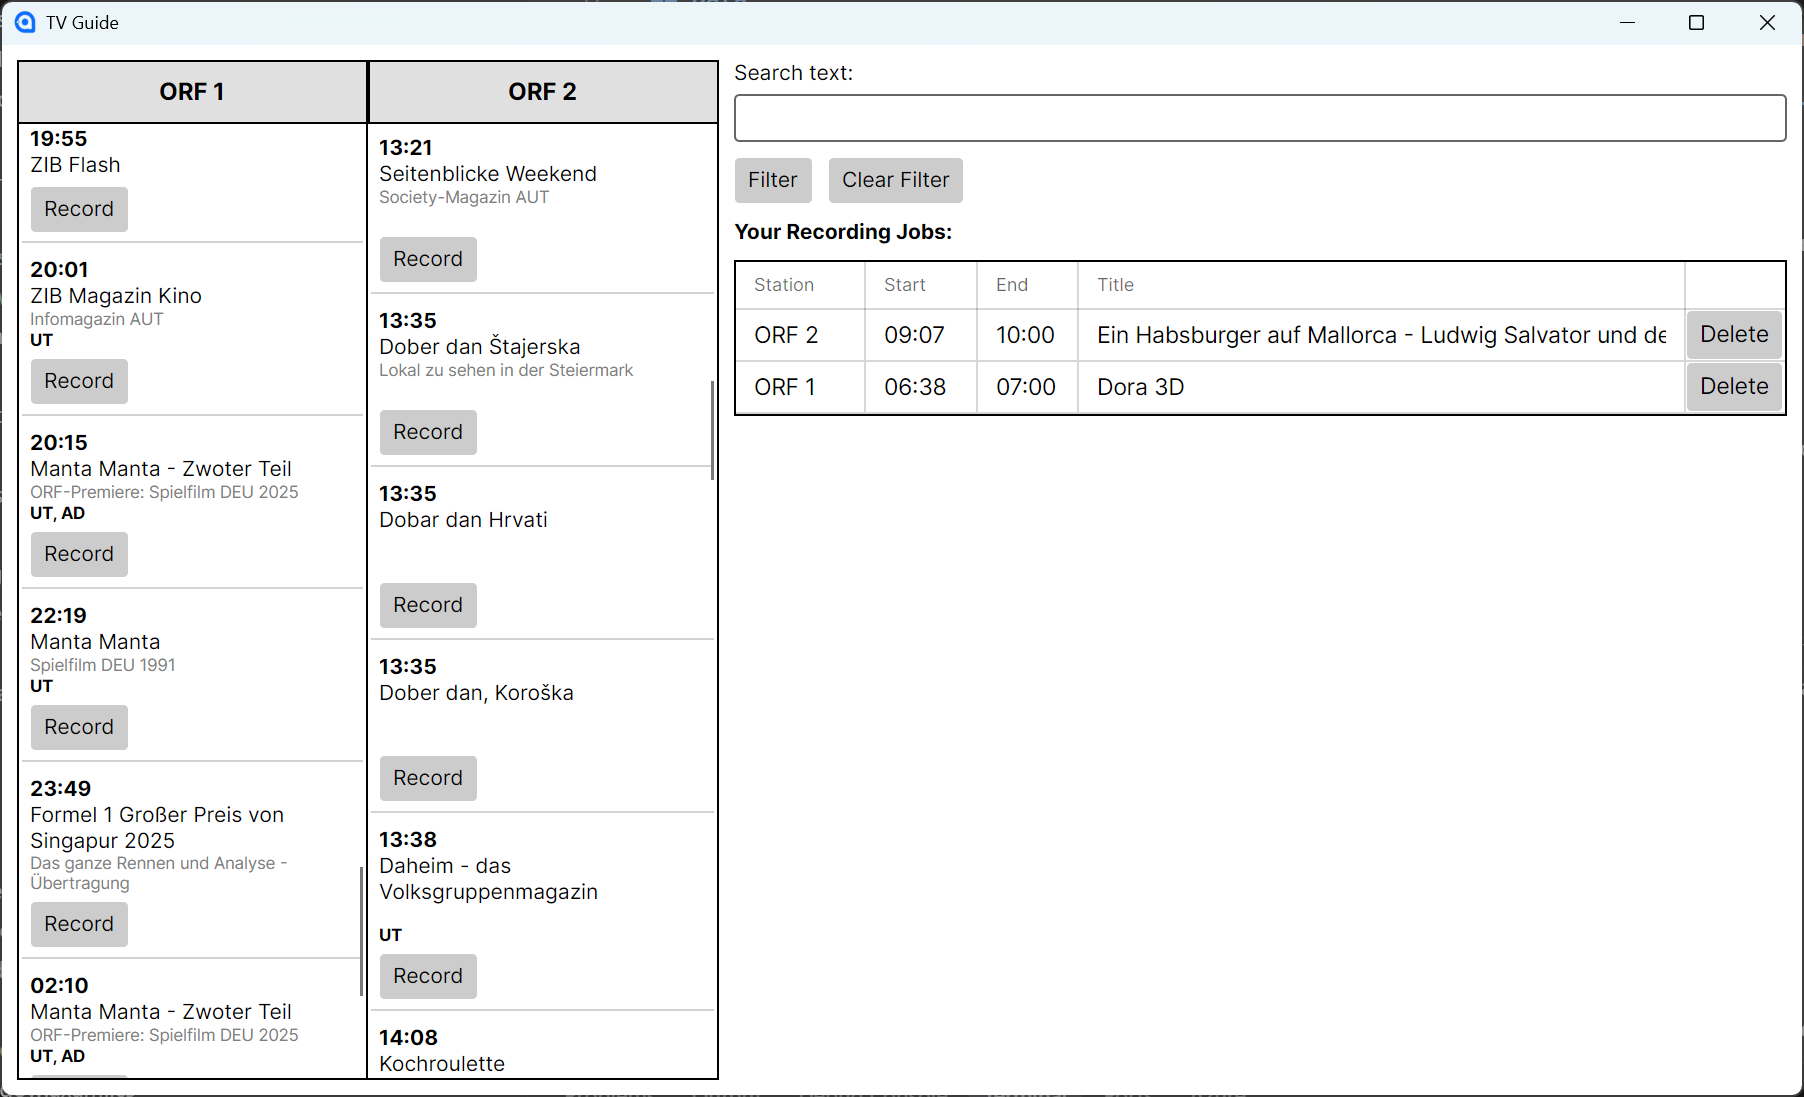 TV Guide
ORF 1
19:55
ZIB Flash
Record
20:01
ZIB Magazin Kino
Infomagazin AUT
UT
Record
20:15
Manta Manta - Zwoter Teil
ORF-Premiere: Spielfilm DEU 2025
UT, AD
Record
22:19
Manta Manta
Spielfilm DEU 1991
UT
Record
23:49
Formel 1 Großer Preis von
Singapur 2025
Das ganze Rennen und Analyse -
Übertragung
Record
02:10
Manta Manta - Zwoter Teil
ORF-Premiere: Spielfilm DEU 2025
UT, AD
ORF 2
13:21
Seitenblicke Weekend
Society-Magazin AUT
Record
13:35
Dober dan Štajerska
Lokal zu sehen in der Steiermark
Record
13:35
Dobar dan Hrvati
Record
13:35
Dober dan, Koroška
Record
13:38
Daheim - das
Volksgruppenmagazin
UT
Record
14:08
Kochroulette
Search text:
Filter Clear Filter
Your Recording Jobs:
Station Start End Title
ORF 2 09:07 10:00 Ein Habsburger auf Mallorca - Ludwig Salvator und de Delete
ORF 1 06:38 07:00 Dora 3D Delete